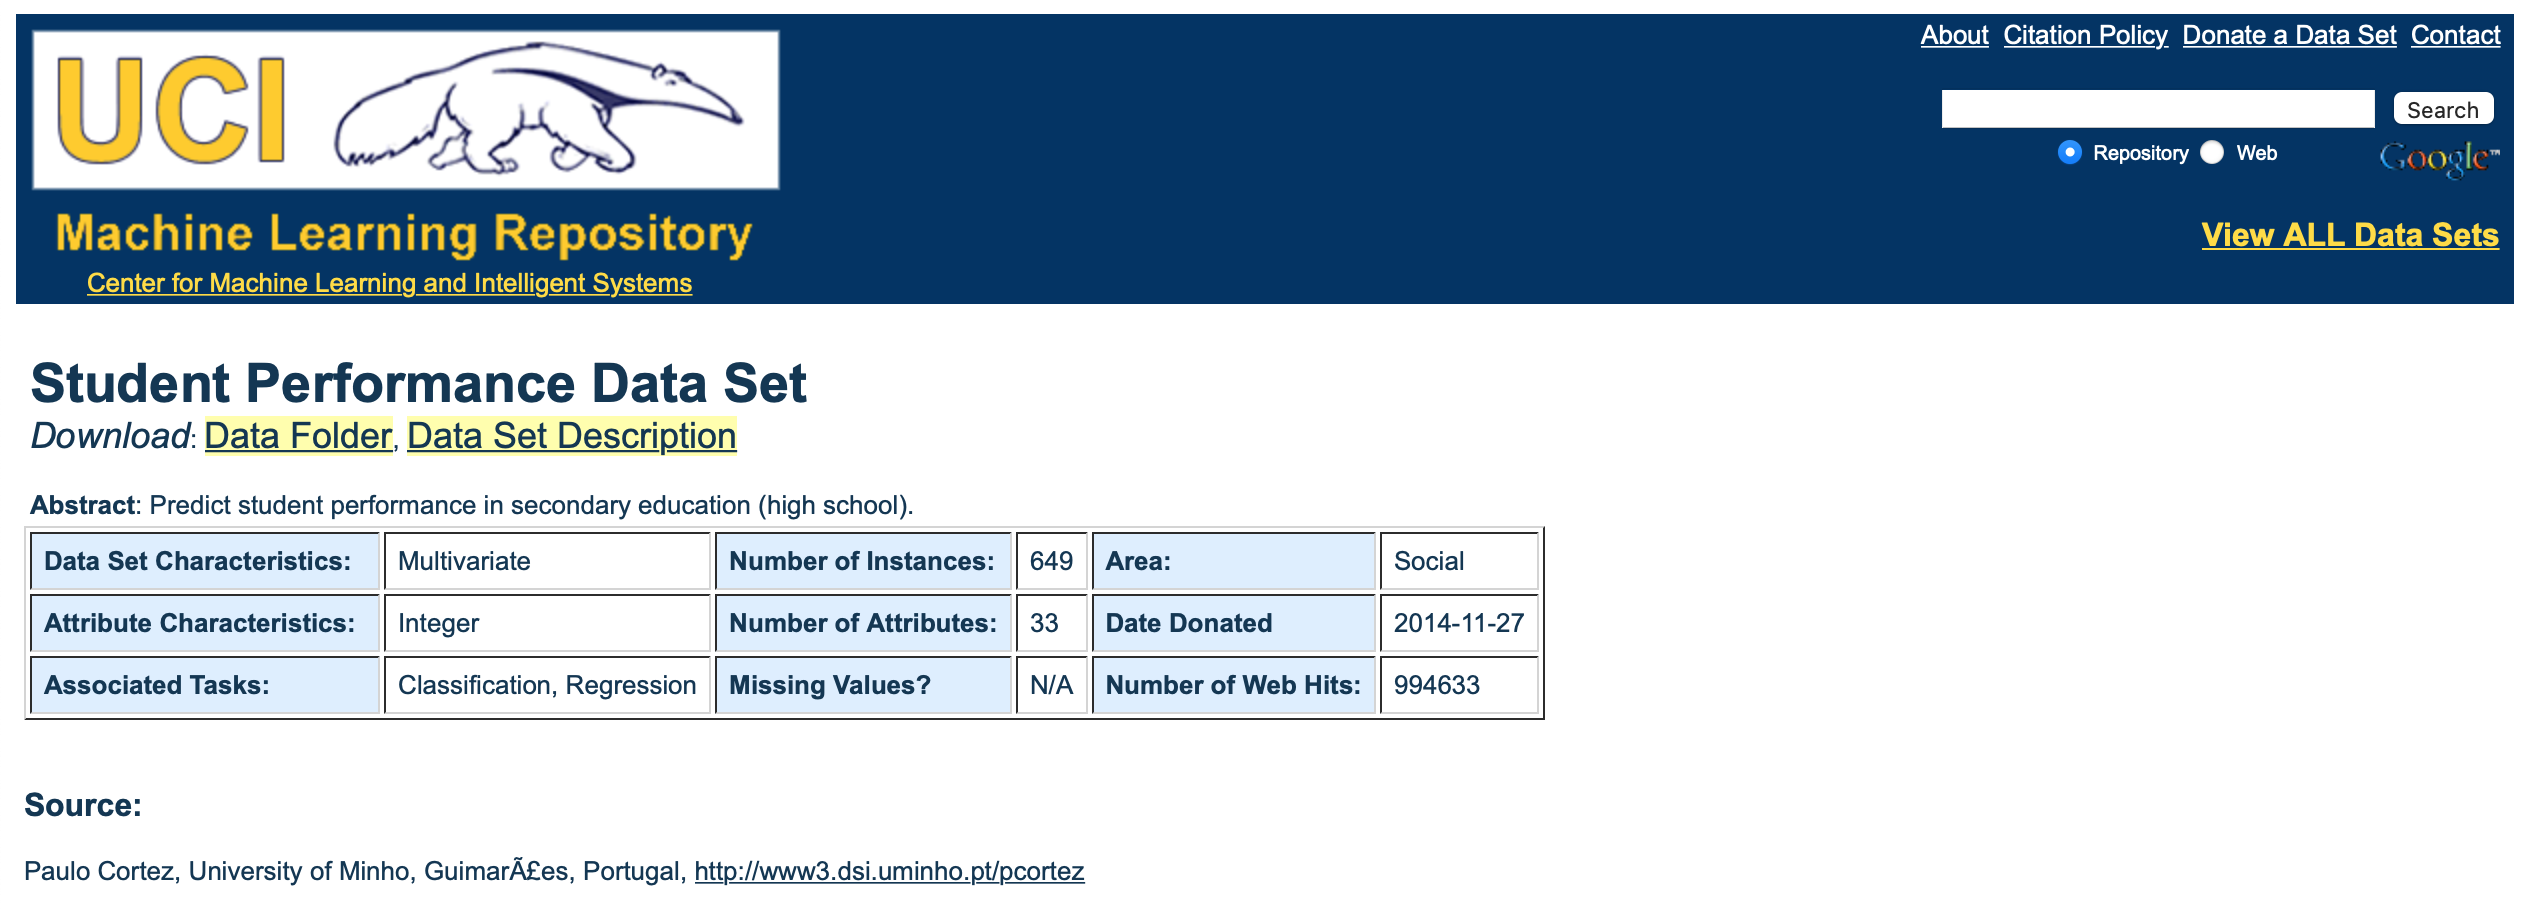 UCI
About Citation Policy Donate a Data Set Contact
Search
Repository Web Google™
Machine Learning Repository
View ALL Data Sets
Center for Machine Learning and Intelligent Systems
Student Performance Data Set
Download: Data Folder, Data Set Description
Abstract: Predict student performance in secondary education (high school).
Data Set Characteristics: Multivariate Number of Instances: 649 Area: Social
Attribute Characteristics: Integer Number of Attributes: 33 Date Donated 2014-11-27
Associated Tasks: Classification, Regression Missing Values? N/A Number of Web Hits: 994633
Source:
Paulo Cortez, University of Minho, GuimarÃ£es, Portugal, http://www3.dsi.uminho.pt/pcortez